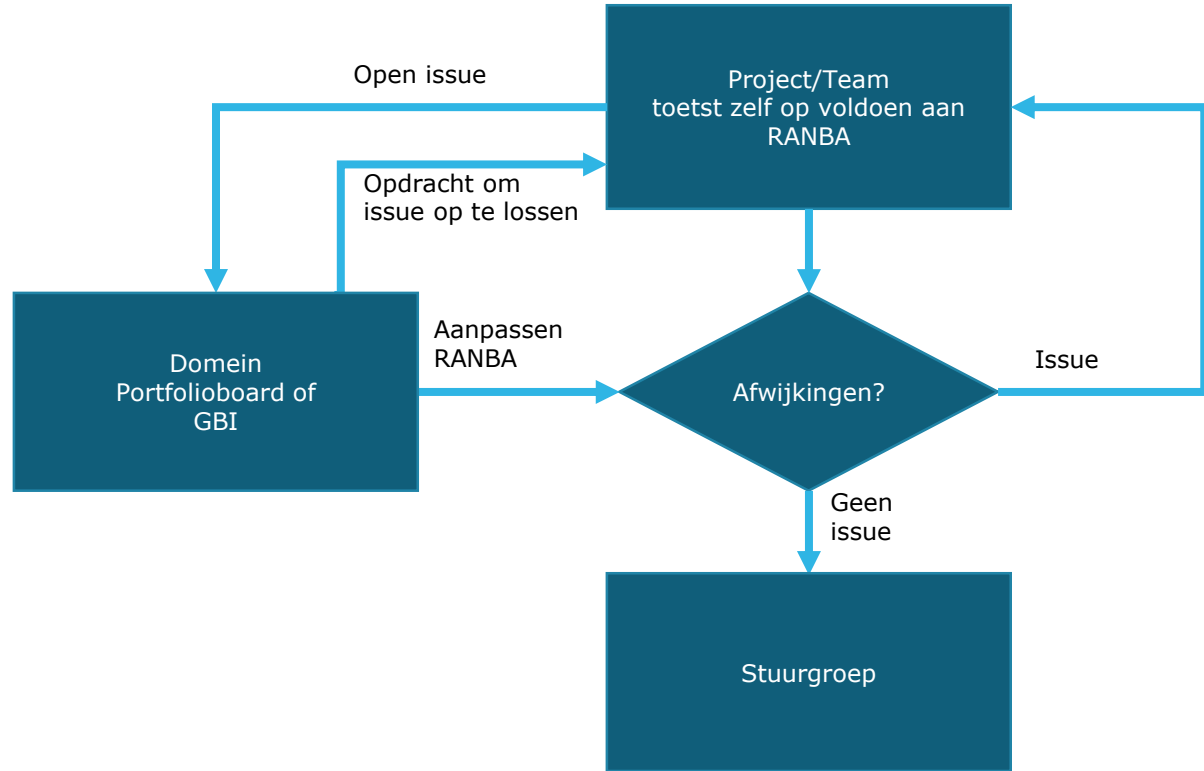 Open issue
Project/Team
toetst zelf op voldoen aan
RANBA
Opdracht om
issue op te lossen
Domein
Portfolioboard of
GBI
Aanpassen
RANBA
Afwijkingen?
Issue
Geen
issue
Stuurgroep